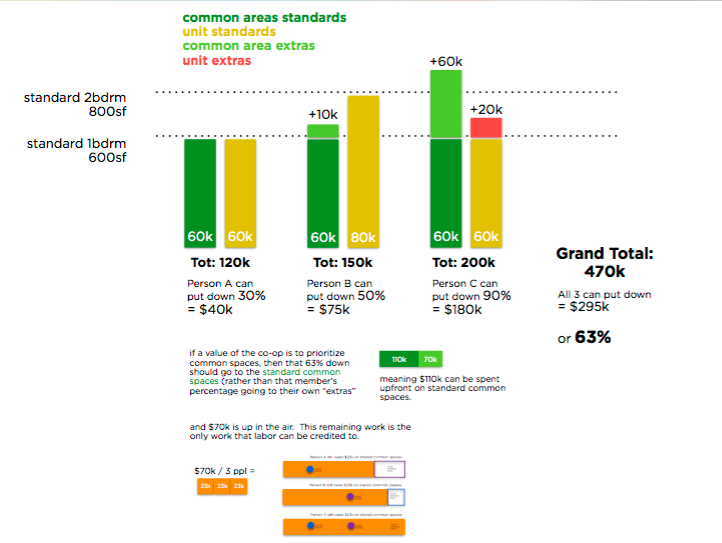 common areas standards
unit standards
common area extras
unit extras
+60k
standard 2bdrm
800sf
+10k
+20k
standard 1bdrm
600sf
60k 60k
60k 80k
60k 60k
Tot: 120k
Tot: 150k
Tot: 200k
Grand Total:
470k
Person A can
put down 30%
= $40k
Person B can
put down 50%
= $75k
Person C can
put down 90%
= $180k
All 3 can put down
= $295k
or 63%
if a value of the co-op is to prioritize
common spaces, then that 63% down
should go to the standard common
spaces (rather than that member's
percentage going to their own "extras"
110k 70k
meaning $110k can be spent
upfront on standard common
spaces.
and $70k is up in the air. This remaining work is the
only work that labor can be credited to.
$70k / 3 ppl =
23k 23k 23k